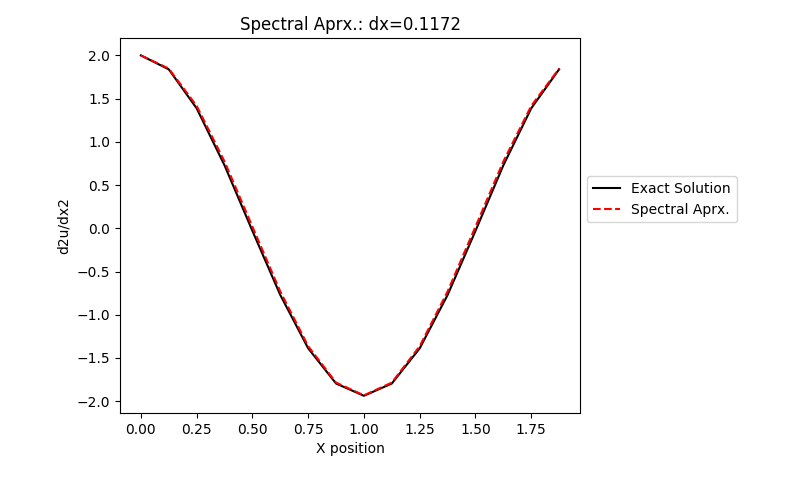 Spectral Aprx.: dx=0.1172
2.0
1.5
1.0
0.5
0.0
−0.5
−1.0
−1.5
−2.0
d2u/dx2
0.00 0.25 0.50 0.75 1.00 1.25 1.50 1.75
X position
Exact Solution
Spectral Aprx.